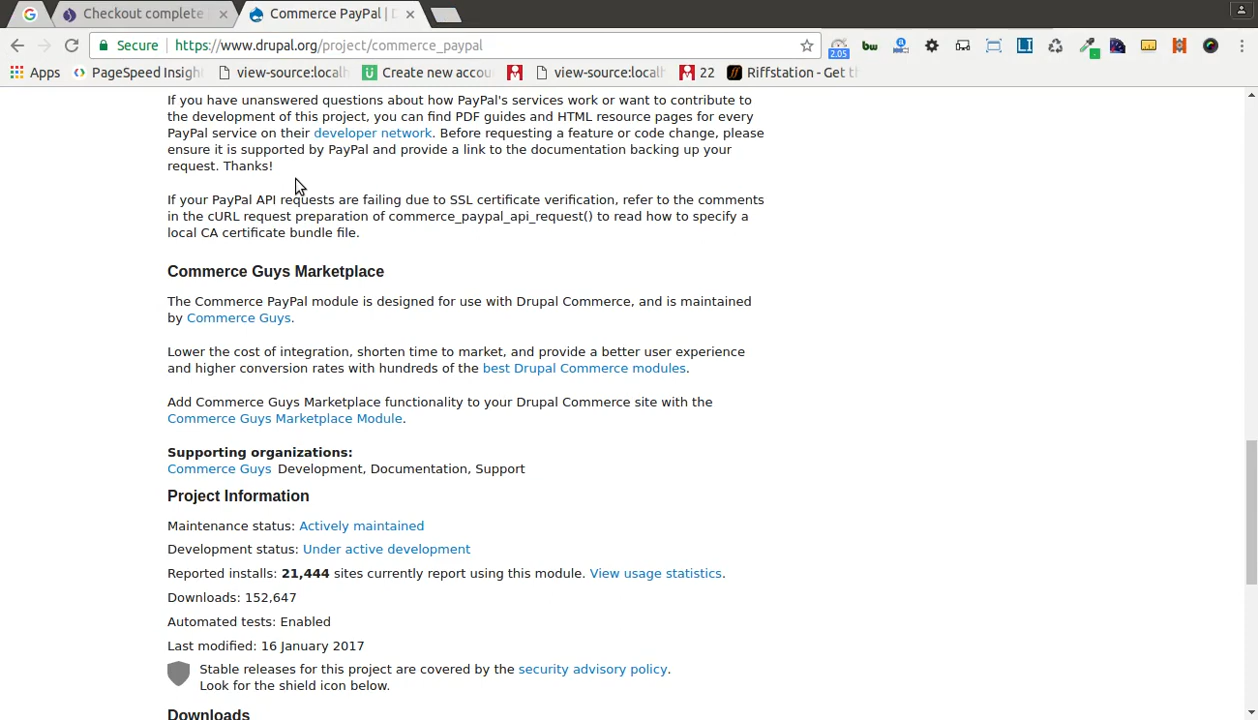 Checkout complete
Commerce PayPal | D
Secure
https://www.drupal.org/project/commerce_paypal
2.05
bw
LI
Apps
PageSpeed Insigh
view-source:local
Create new accou
view-source:local
22
Riffstation - Get t
If you have unanswered questions about how PayPal's services work or want to contribute to
the development of this project, you can find PDF guides and HTML resource pages for every
PayPal service on their developer network. Before requesting a feature or code change, please
ensure it is supported by PayPal and provide a link to the documentation backing up your
request. Thanks!
If your PayPal API requests are failing due to SSL certificate verification, refer to the comments
in the cURL request preparation of commerce_paypal_api_request() to read how to specify a
local CA certificate bundle file.
Commerce Guys Marketplace
The Commerce PayPal module is designed for use with Drupal Commerce, and is maintained
by Commerce Guys.
Lower the cost of integration, shorten time to market, and provide a better user experience
and higher conversion rates with hundreds of the best Drupal Commerce modules.
Add Commerce Guys Marketplace functionality to your Drupal Commerce site with the
Commerce Guys Marketplace Module.
Supporting organizations:
Commerce Guys Development, Documentation, Support
Project Information
Maintenance status: Actively maintained
Development status: Under active development
Reported installs: 21,444 sites currently report using this module. View usage statistics.
Downloads: 152,647
Automated tests: Enabled
Last modified: 16 January 2017
Stable releases for this project are covered by the security advisory policy.
Look for the shield icon below.
Downloads